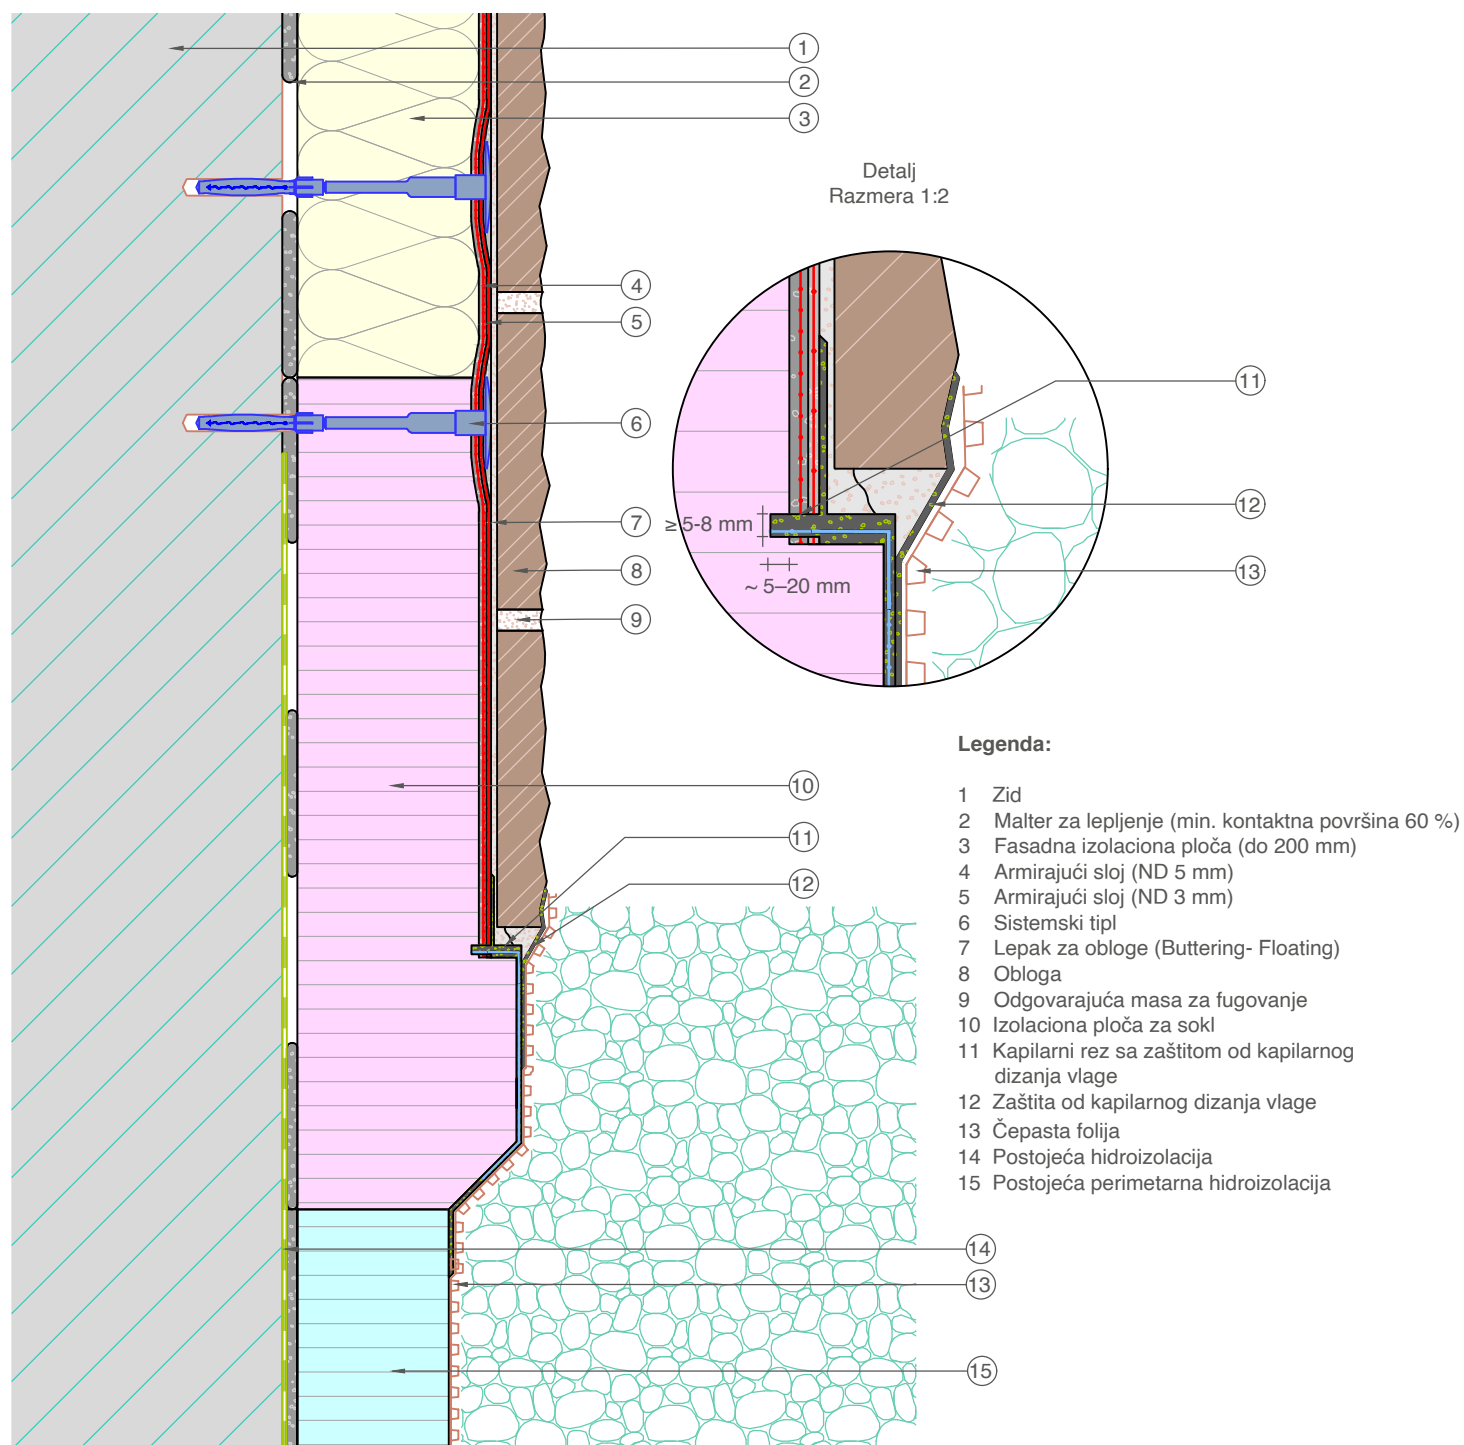 1
2
3
Detalj
Razmera 1:2
4
5
11
6
12
7
≥ 5-8 mm
8
13
~ 5–20 mm
9
Legenda:
10
11
12
1 Zid
2 Malter za lepljenje (min. kontaktna površina 60 %)
3 Fasadna izolaciona ploča (do 200 mm)
4 Armirajući sloj (ND 5 mm)
5 Armirajući sloj (ND 3 mm)
6 Sistemski tipl
7 Lepak za obloge (Buttering- Floating)
8 Obloga
9 Odgovarajuća masa za fugovanje
10 Izolaciona ploča za sokl
11 Kapilarni rez sa zaštitom od kapilarnog
dizanja vlage
12 Zaštita od kapilarnog dizanja vlage
13 Čepasta folija
14 Postojeća hidroizolacija
15 Postojeća perimetarna hidroizolacija
14
13
15